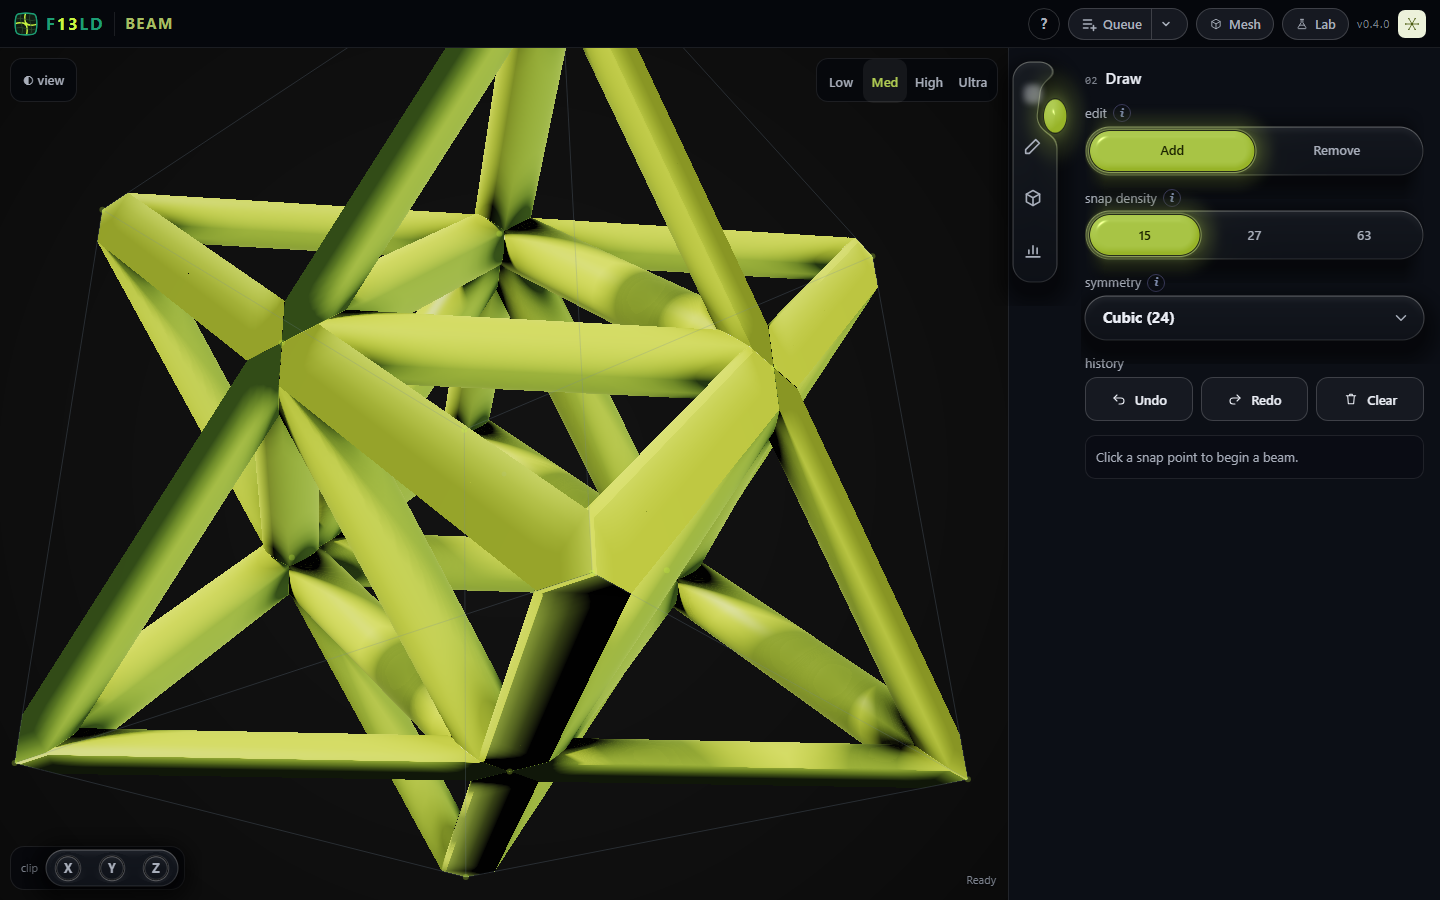 F13LD BEAM
? Queue Mesh Lab v0.4.0
view
Low Med High Ultra
02 Draw
edit i
Add Remove
snap density i
15 27 63
symmetry i
Cubic (24)
history
Undo Redo Clear
Click a snap point to begin a beam.
clip X Y Z
Ready